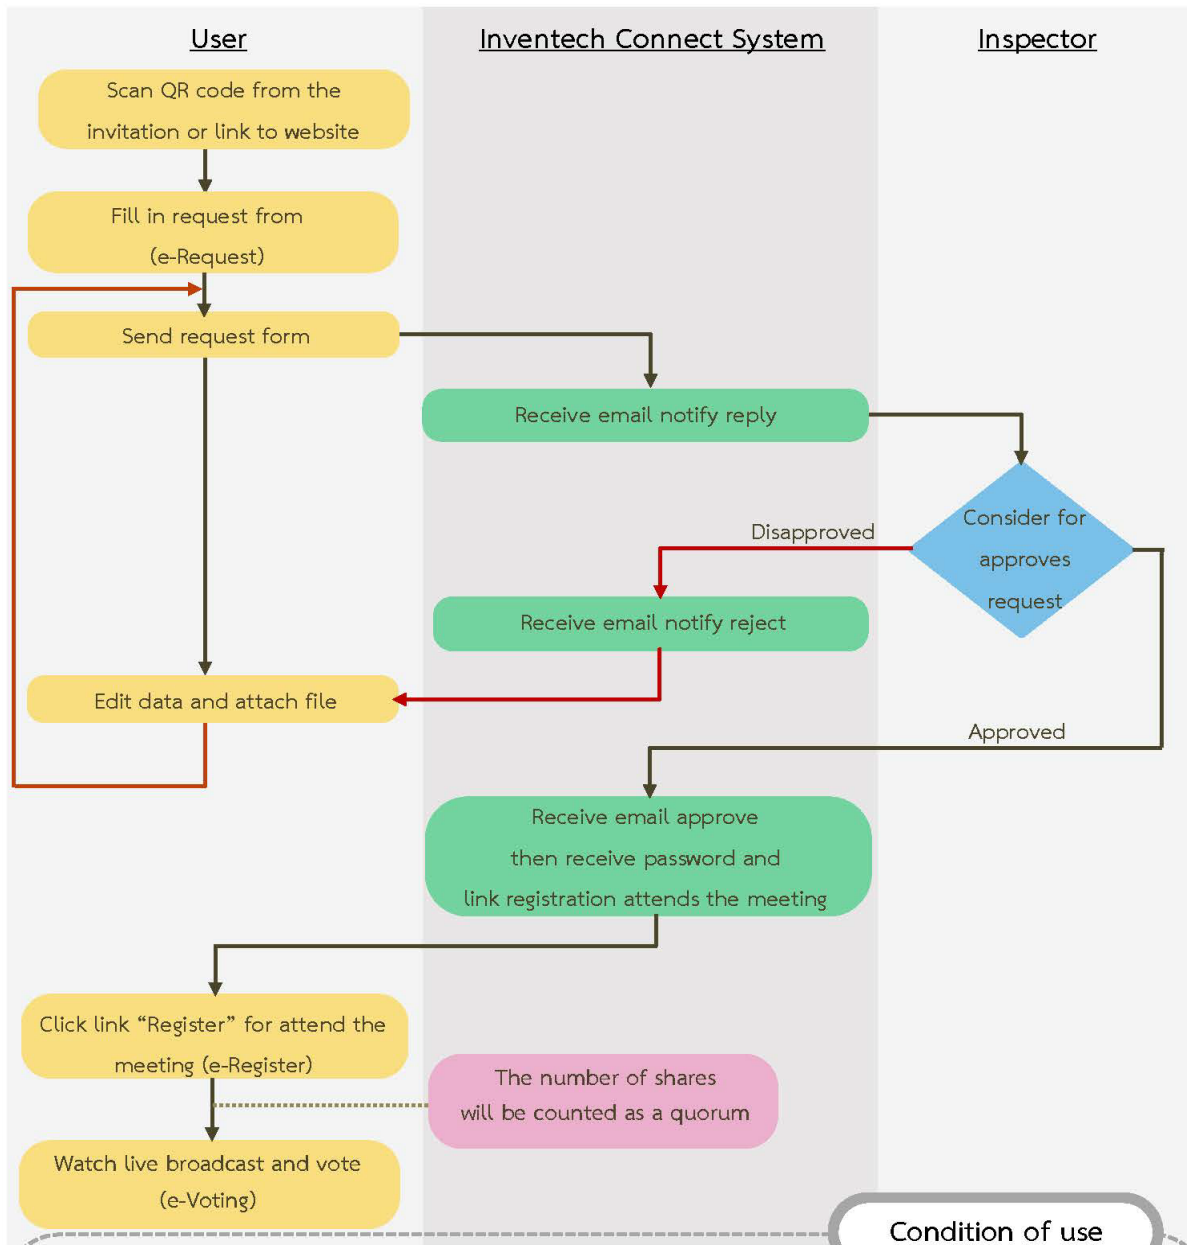 User
Inventech Connect System
Inspector
Scan QR code from the
invitation or link to website
Fill in request from
(e-Request)
Send request form
Receive email notify reply
Consider for
approves
request
Disapproved
Receive email notify reject
Edit data and attach file
Approved
Receive email approve
then receive password and
link registration attends the meeting
Click link “Register” for attend the
meeting (e-Register)
The number of shares
will be counted as a quorum
Watch live broadcast and vote
(e-Voting)
Condition of use